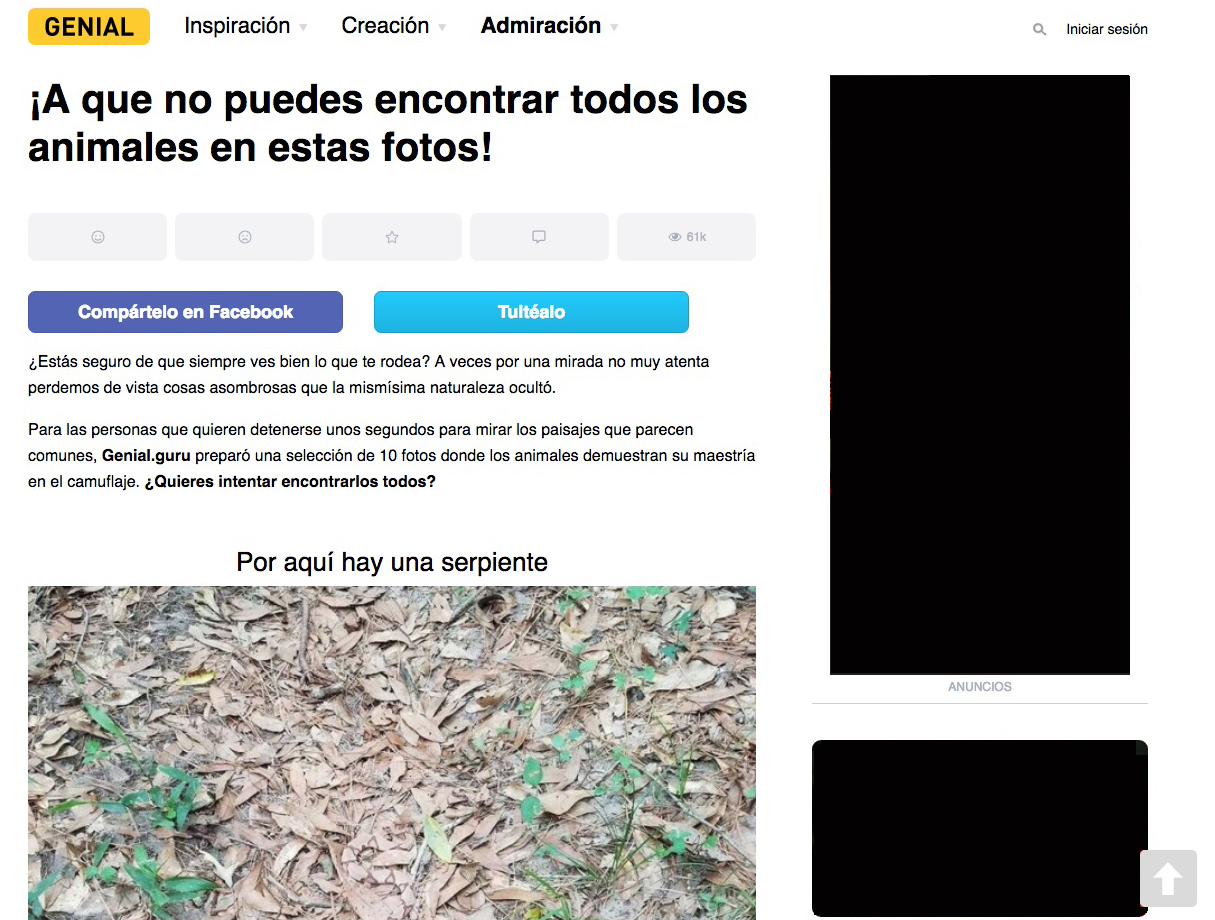 GENIAL
Inspiración
Creación
Admiración
Iniciar sesión
¡A que no puedes encontrar todos los
animales en estas fotos!
61k
Compártelo en Facebook
Tuitéalo
¿Estás seguro de que siempre ves bien lo que te rodea? A veces por una mirada no muy atenta
perdemos de vista cosas asombrosas que la mismísima naturaleza ocultó.
Para las personas que quieren detenerse unos segundos para mirar los paisajes que parecen
comunes, Genial.guru preparó una selección de 10 fotos donde los animales demuestran su maestría
en el camuflaje. ¿Quieres intentar encontrarlos todos?
Por aquí hay una serpiente
ANUNCIOS